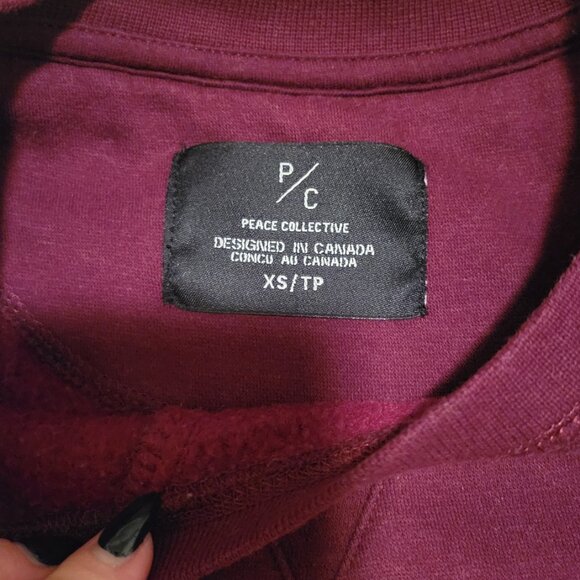 P/C
PEACE COLLECTIVE
DESIGNED IN CANADA
CONCU AU CANADA
XS/TP